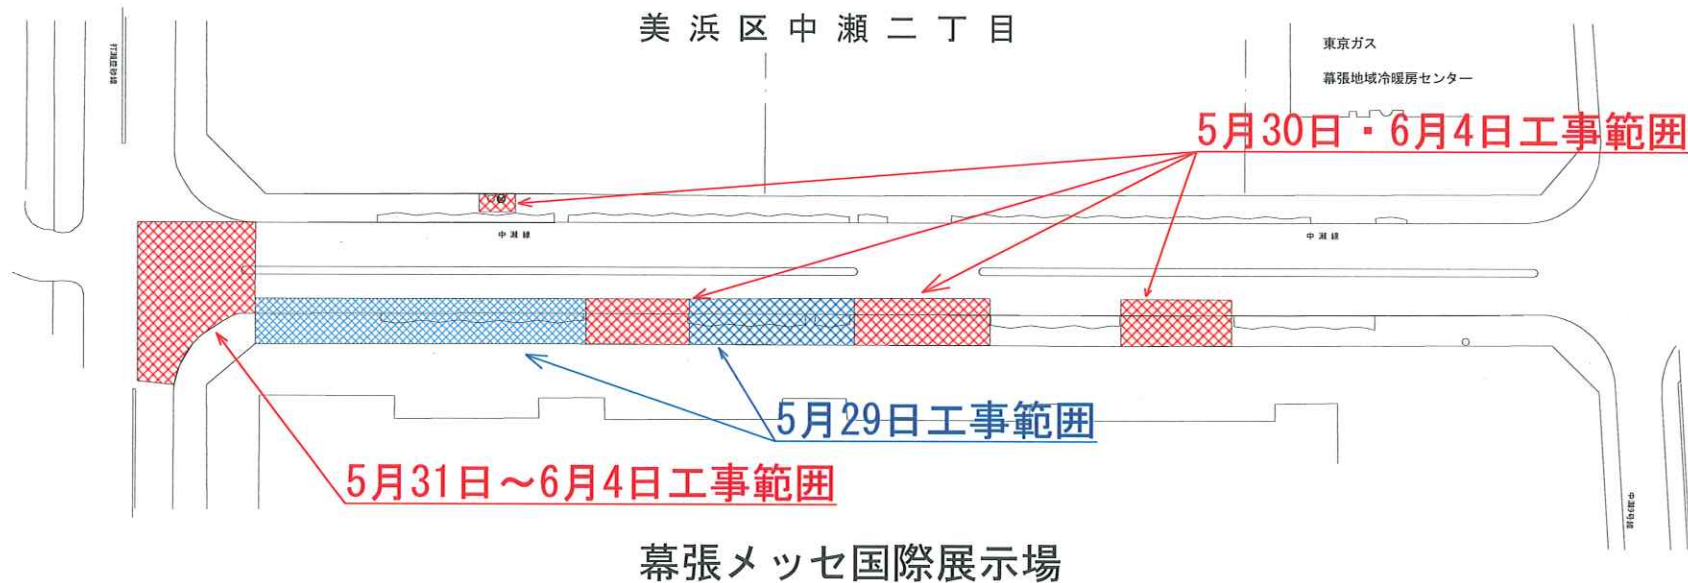 美浜区中瀬二丁目
東京ガス
幕張地域冷暖房センター
5月30日・6月4日工事範囲
中瀬線
中瀬線
5月29日工事範囲
5月31日～6月4日工事範囲
幕張メッセ国際展示場